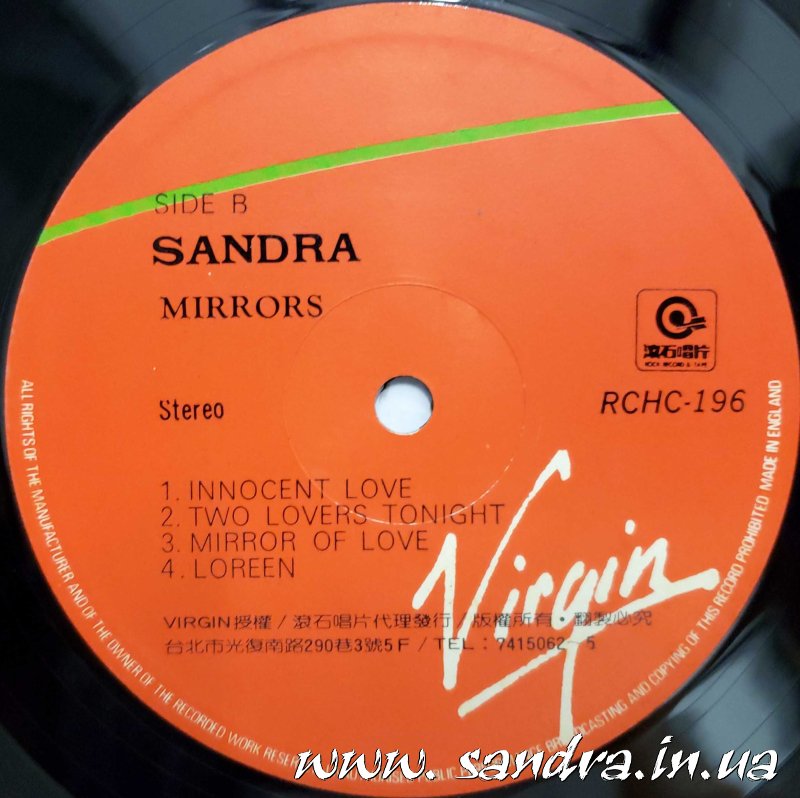 SIDE B
SANDRA
MIRRORS
滾石唱片
ROCK RECORD & TAPE
Stereo
RCHC-196
1. INNOCENT LOVE
2. TWO LOVERS TONIGHT
3. MIRROR OF LOVE
4. LOREEN
Virgin
VIRGIN授權/滾石唱片代理發行/版權所有·翻製必究
台北市光復南路290巷3號5F/TEL:7415062~5
ALL RIGHTS OF THE MANUFACTURER AND OF THE OWNER OF THE RECORDED WORK RESER BROADCASTING AND COPYING OF THIS RECORD PROHIBITED MADE IN ENGLAND
www.sandra.in.ua